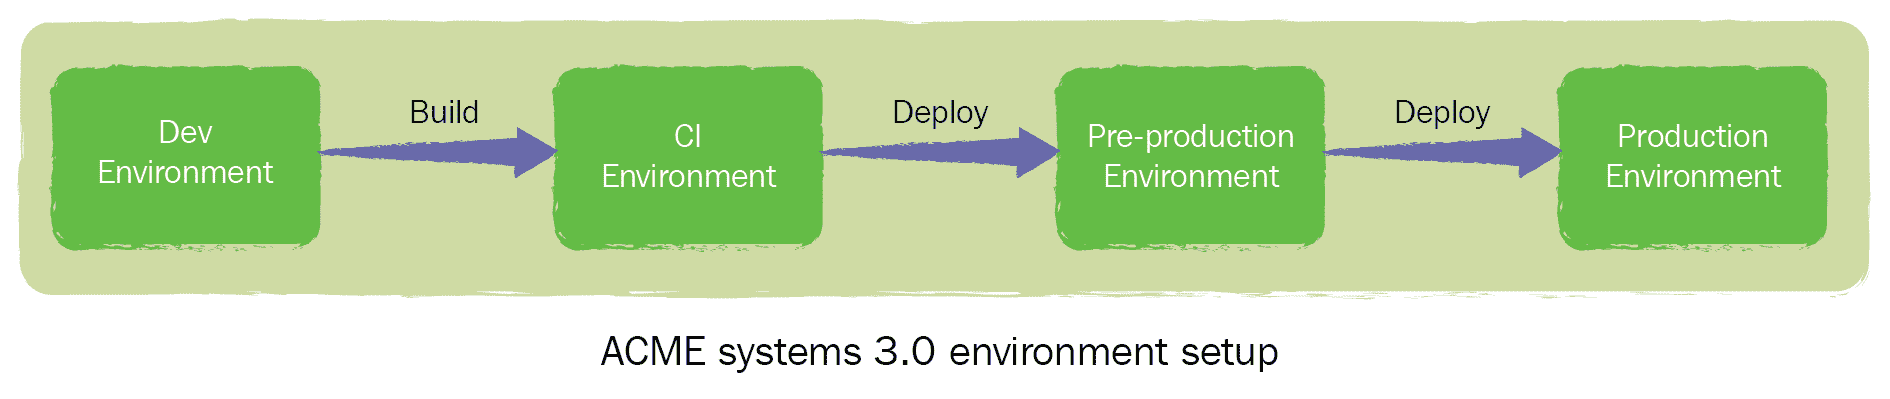 Dev
Environment
Build
CI
Environment
Deploy
Pre-production
Environment
Deploy
Production
Environment
ACME systems 3.0 environment setup